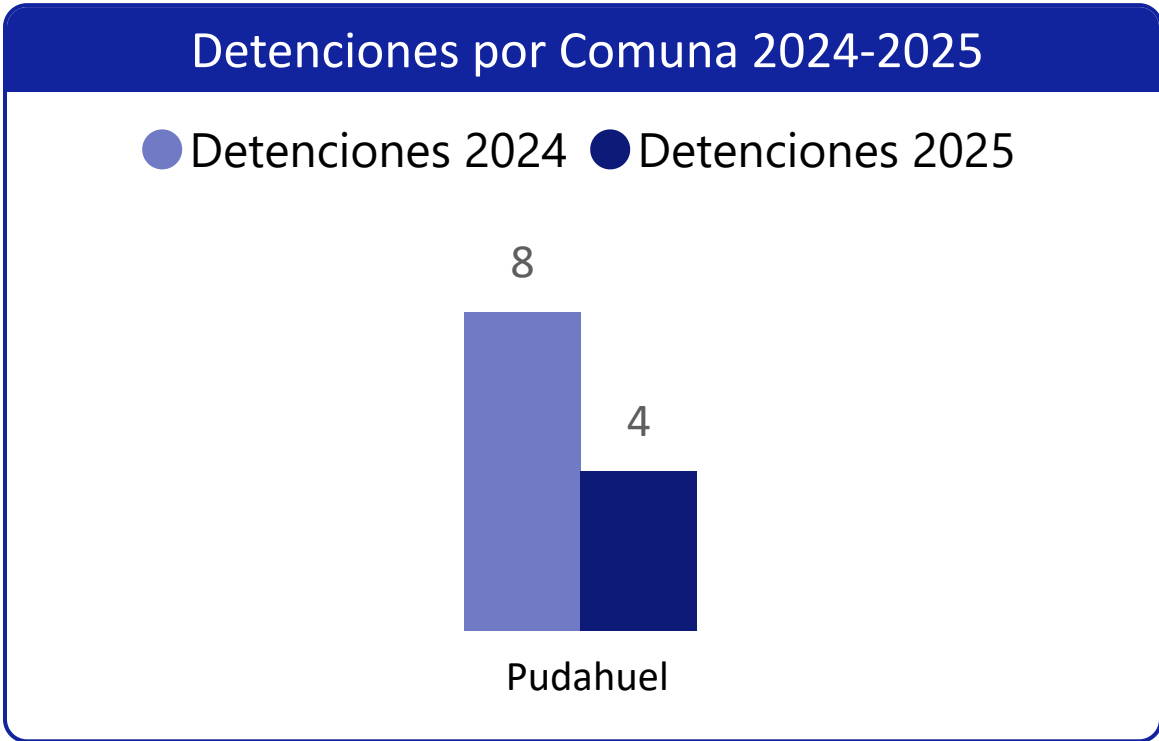 Detenciones por Comuna 2024-2025
Detenciones 2024 Detenciones 2025
8
4
Pudahuel